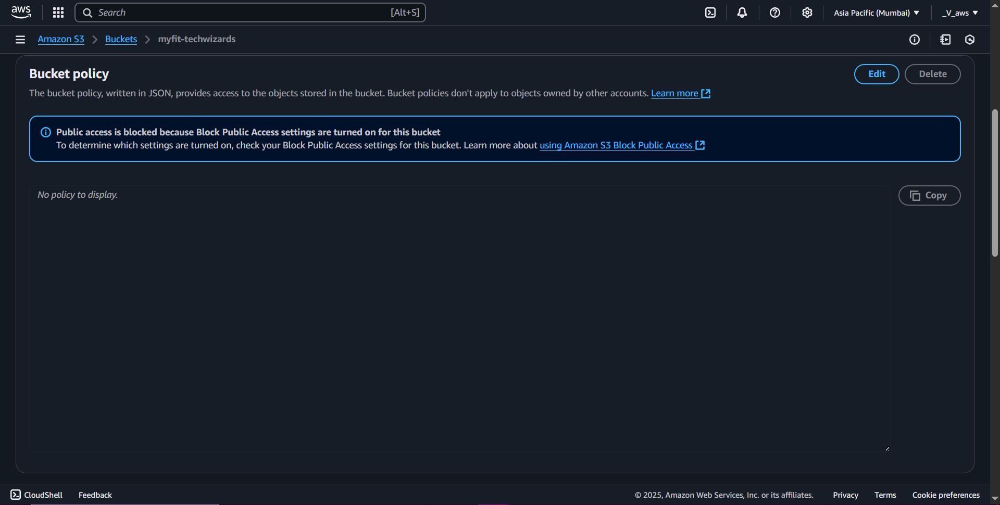 aws
Search
[Alt+S]
Asia Pacific (Mumbai)
_V_aws
Amazon S3
Buckets
myfit-techwizards
Bucket policy
Edit
Delete
The bucket policy, written in JSON, provides access to the objects stored in the bucket. Bucket policies don't apply to objects owned by other accounts. Learn more
Public access is blocked because Block Public Access settings are turned on for this bucket
To determine which settings are turned on, check your Block Public Access settings for this bucket. Learn more about using Amazon S3 Block Public Access
No policy to display.
Copy
CloudShell
Feedback
© 2025, Amazon Web Services, Inc. or its affiliates.
Privacy
Terms
Cookie preferences